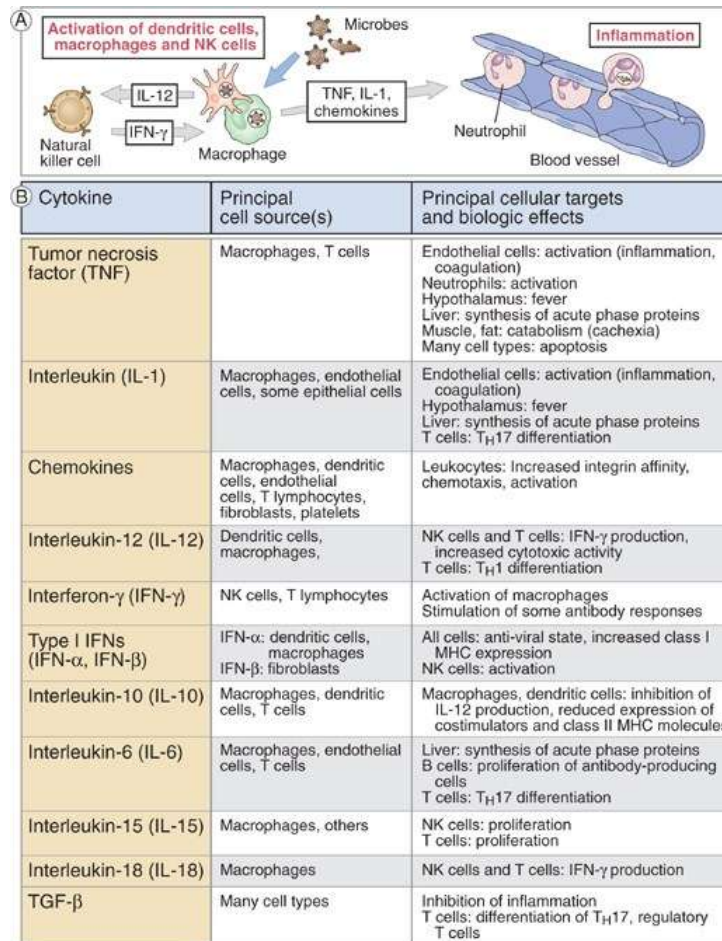 A
Activation of dendritic cells,
macrophages and NK cells
Microbes
Inflammation
IL-12
IFN-γ
TNF, IL-1,
chemokines
Natural
killer cell
Macrophage
Neutrophil
Blood vessel
B
Cytokine
Principal
cell source(s)
Principal cellular targets
and biologic effects
Tumor necrosis
factor (TNF)
Macrophages, T cells
Endothelial cells: activation (inflammation,
coagulation)
Neutrophils: activation
Hypothalamus: fever
Liver: synthesis of acute phase proteins
Muscle, fat: catabolism (cachexia)
Many cell types: apoptosis
Interleukin (IL-1)
Macrophages, endothelial
cells, some epithelial cells
Endothelial cells: activation (inflammation,
coagulation)
Hypothalamus: fever
Liver: synthesis of acute phase proteins
T cells: TH17 differentiation
Chemokines
Macrophages, dendritic
cells, endothelial
cells, T lymphocytes,
fibroblasts, platelets
Leukocytes: Increased integrin affinity,
chemotaxis, activation
Interleukin-12 (IL-12)
Dendritic cells,
macrophages,
NK cells and T cells: IFN-γ production,
increased cytotoxic activity
T cells: TH1 differentiation
Interferon-γ (IFN-γ)
NK cells, T lymphocytes
Activation of macrophages
Stimulation of some antibody responses
Type I IFNs
(IFN-α, IFN-β)
IFN-α: dendritic cells,
macrophages
IFN-β: fibroblasts
All cells: anti-viral state, increased class I
MHC expression
NK cells: activation
Interleukin-10 (IL-10)
Macrophages, dendritic
cells, T cells
Macrophages, dendritic cells: inhibition of
IL-12 production, reduced expression of
costimulators and class II MHC molecules
Interleukin-6 (IL-6)
Macrophages, endothelial
cells, T cells
Liver: synthesis of acute phase proteins
B cells: proliferation of antibody-producing
cells
T cells: TH17 differentiation
Interleukin-15 (IL-15)
Macrophages, others
NK cells: proliferation
T cells: proliferation
Interleukin-18 (IL-18)
Macrophages
NK cells and T cells: IFN-γ production
TGF-β
Many cell types
Inhibition of inflammation
T cells: differentiation of TH17, regulatory
T cells